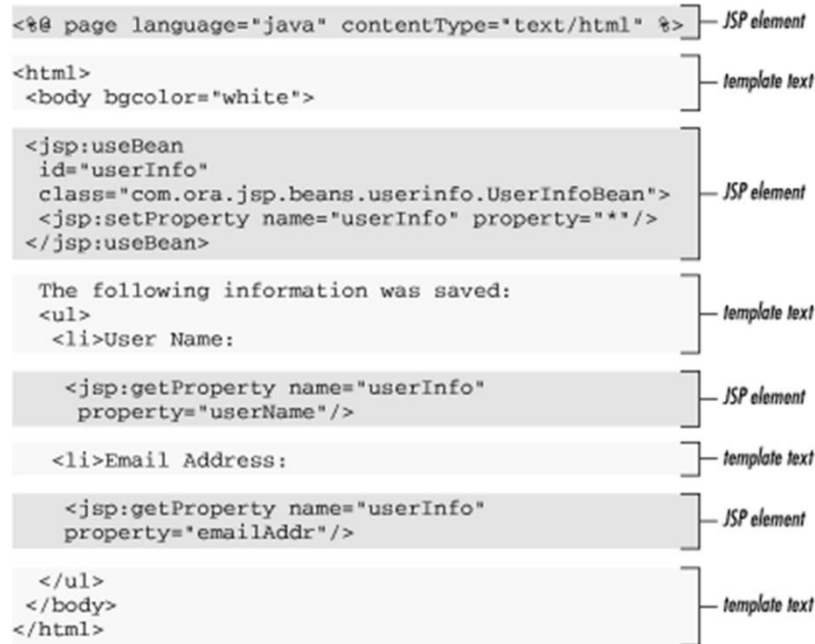 <%@ page language="java" contentType="text/html" %> JSP element
<html>
<body bgcolor="white">
template text
<jsp:useBean
id="userInfo"
class="com.ora.jsp.beans.userinfo.UserInfoBean">
<jsp:setProperty name="userInfo" property="*"/>
</jsp:useBean>
JSP element
The following information was saved:
<ul>
<li>User Name:
template text
<jsp:getProperty name="userInfo"
property="userName"/>
JSP element
<li>Email Address:
template text
<jsp:getProperty name="userInfo"
property="emailAddr"/>
JSP element
</ul>
</body>
</html>
template text